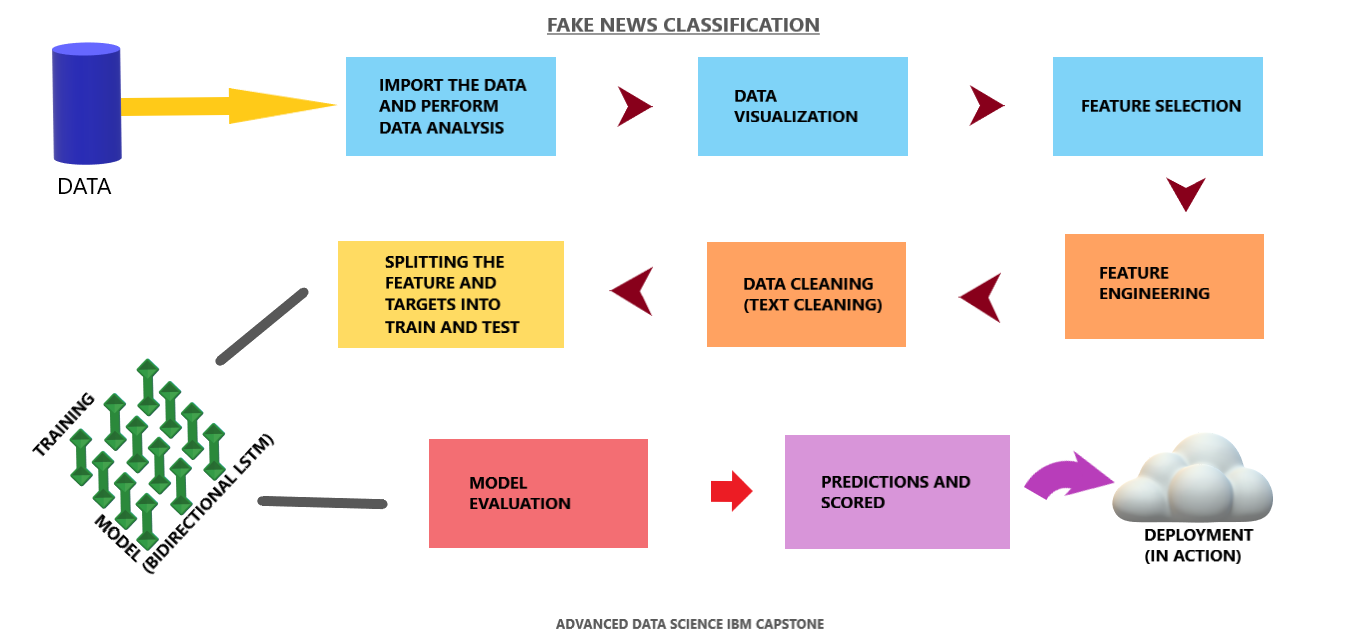 FAKE NEWS CLASSIFICATION
DATA
IMPORT THE DATA
AND PERFORM
DATA ANALYSIS
DATA
VISUALIZATION
FEATURE SELECTION
FEATURE
ENGINEERING
DATA CLEANING
(TEXT CLEANING)
SPLITTING THE
FEATURE AND
TARGETS INTO
TRAIN AND TEST
TRAINING
MODEL
(BIDIRECTIONAL LSTM)
MODEL
EVALUATION
PREDICTIONS AND
SCORED
DEPLOYMENT
(IN ACTION)
ADVANCED DATA SCIENCE IBM CAPSTONE